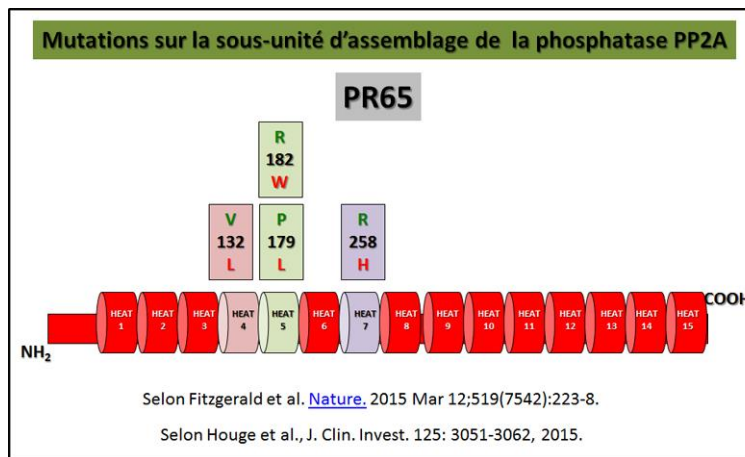 Mutations sur la sous-unité d'assemblage de la phosphatase PP2A
PR65
R
182
W
V
132
L
P
179
L
R
258
H
HEAT
1
HEAT
2
HEAT
3
HEAT
4
HEAT
5
HEAT
6
HEAT
7
HEAT
8
HEAT
9
HEAT
10
HEAT
11
HEAT
12
HEAT
13
HEAT
14
HEAT
15
COOH
NH₂
Selon Fitzgerald et al. Nature. 2015 Mar 12;519(7542):223-8.
Selon Houge et al., J. Clin. Invest. 125: 3051-3062, 2015.